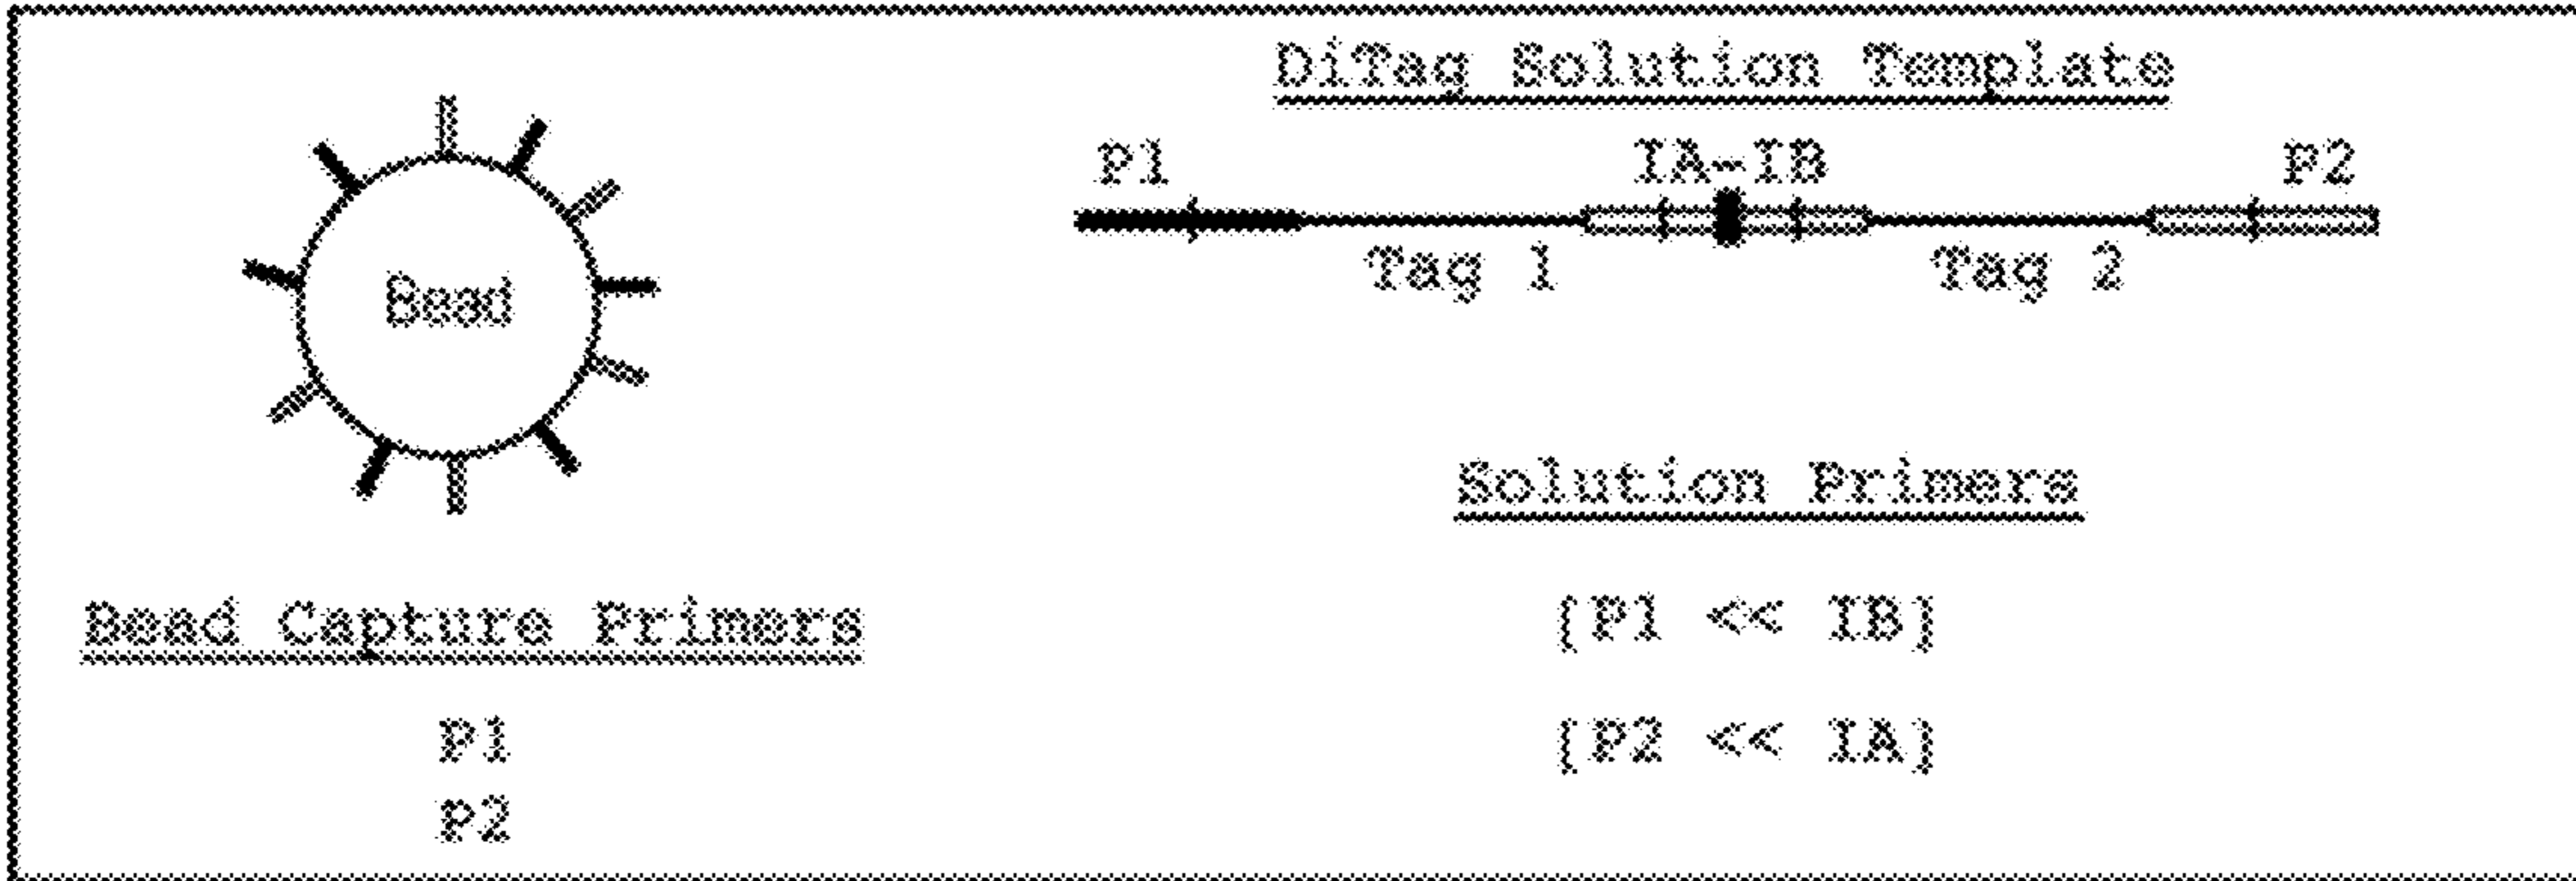 DiTag Solution Template
P1 IA-IB P2
Tag 1 Tag 2
Bead
Solution Primers
[P1 << IB]
[P2 << IA]
Bead Capture Primers
P1
P2